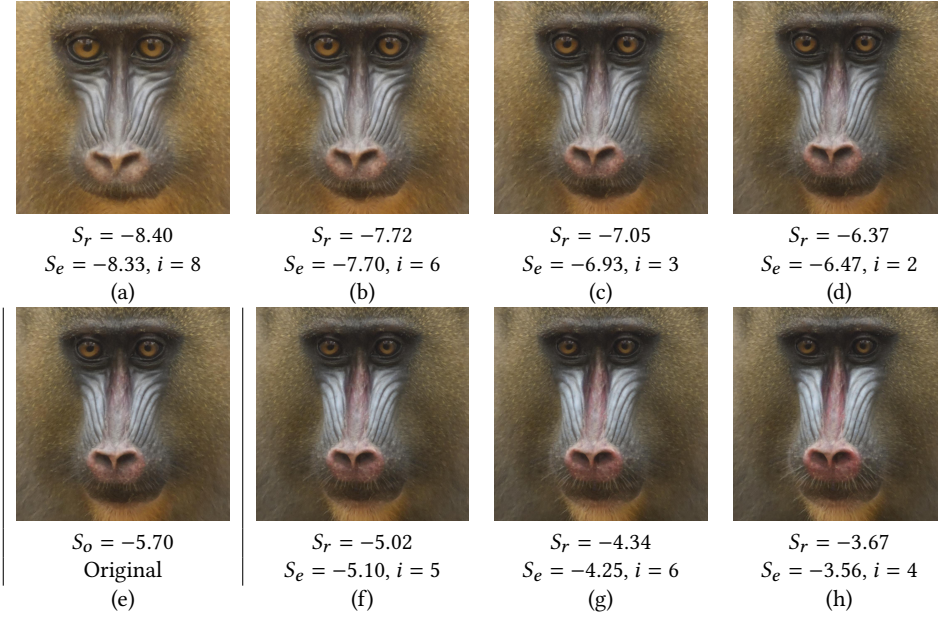 S_r = −8.40
S_e = −8.33, i = 8
(a)
S_r = −7.72
S_e = −7.70, i = 6
(b)
S_r = −7.05
S_e = −6.93, i = 3
(c)
S_r = −6.37
S_e = −6.47, i = 2
(d)
S_o = −5.70
Original
(e)
S_r = −5.02
S_e = −5.10, i = 5
(f)
S_r = −4.34
S_e = −4.25, i = 6
(g)
S_r = −3.67
S_e = −3.56, i = 4
(h)